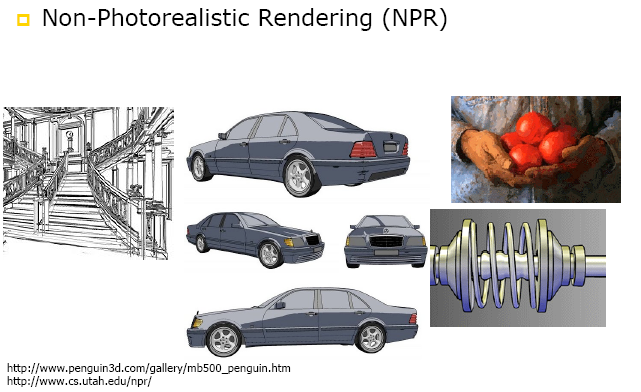 Non-Photorealistic Rendering (NPR)
http://www.penguin3d.com/gallery/mb500_penguin.htm
http://www.cs.utah.edu/npr/